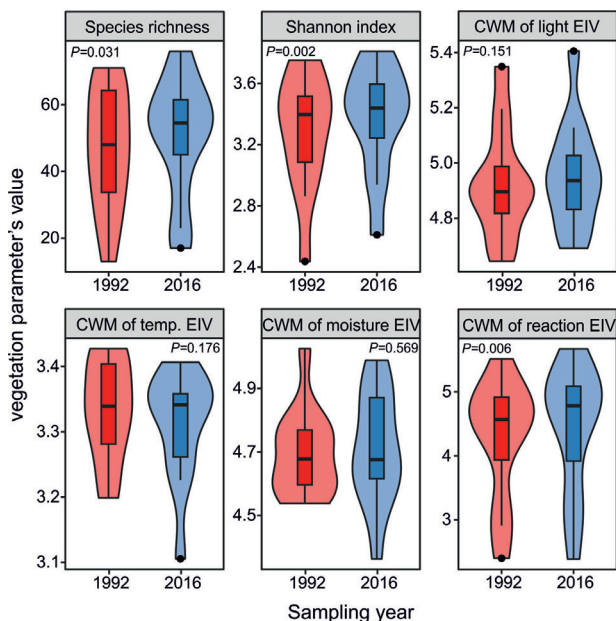 Species richness
Shannon index
CWM of light EIV
P=0.031
P=0.002
P=0.151
60
40
20
3.6
3.2
2.8
2.4
5.4
5.2
5.0
4.8
1992 2016
1992 2016
1992 2016
vegetation parameter's value
CWM of temp. EIV
CWM of moisture EIV
CWM of reaction EIV
P=0.176
P=0.569
P=0.006
3.4
3.3
3.2
3.1
4.9
4.7
4.5
5
4
3
1992 2016
1992 2016
1992 2016
Sampling year